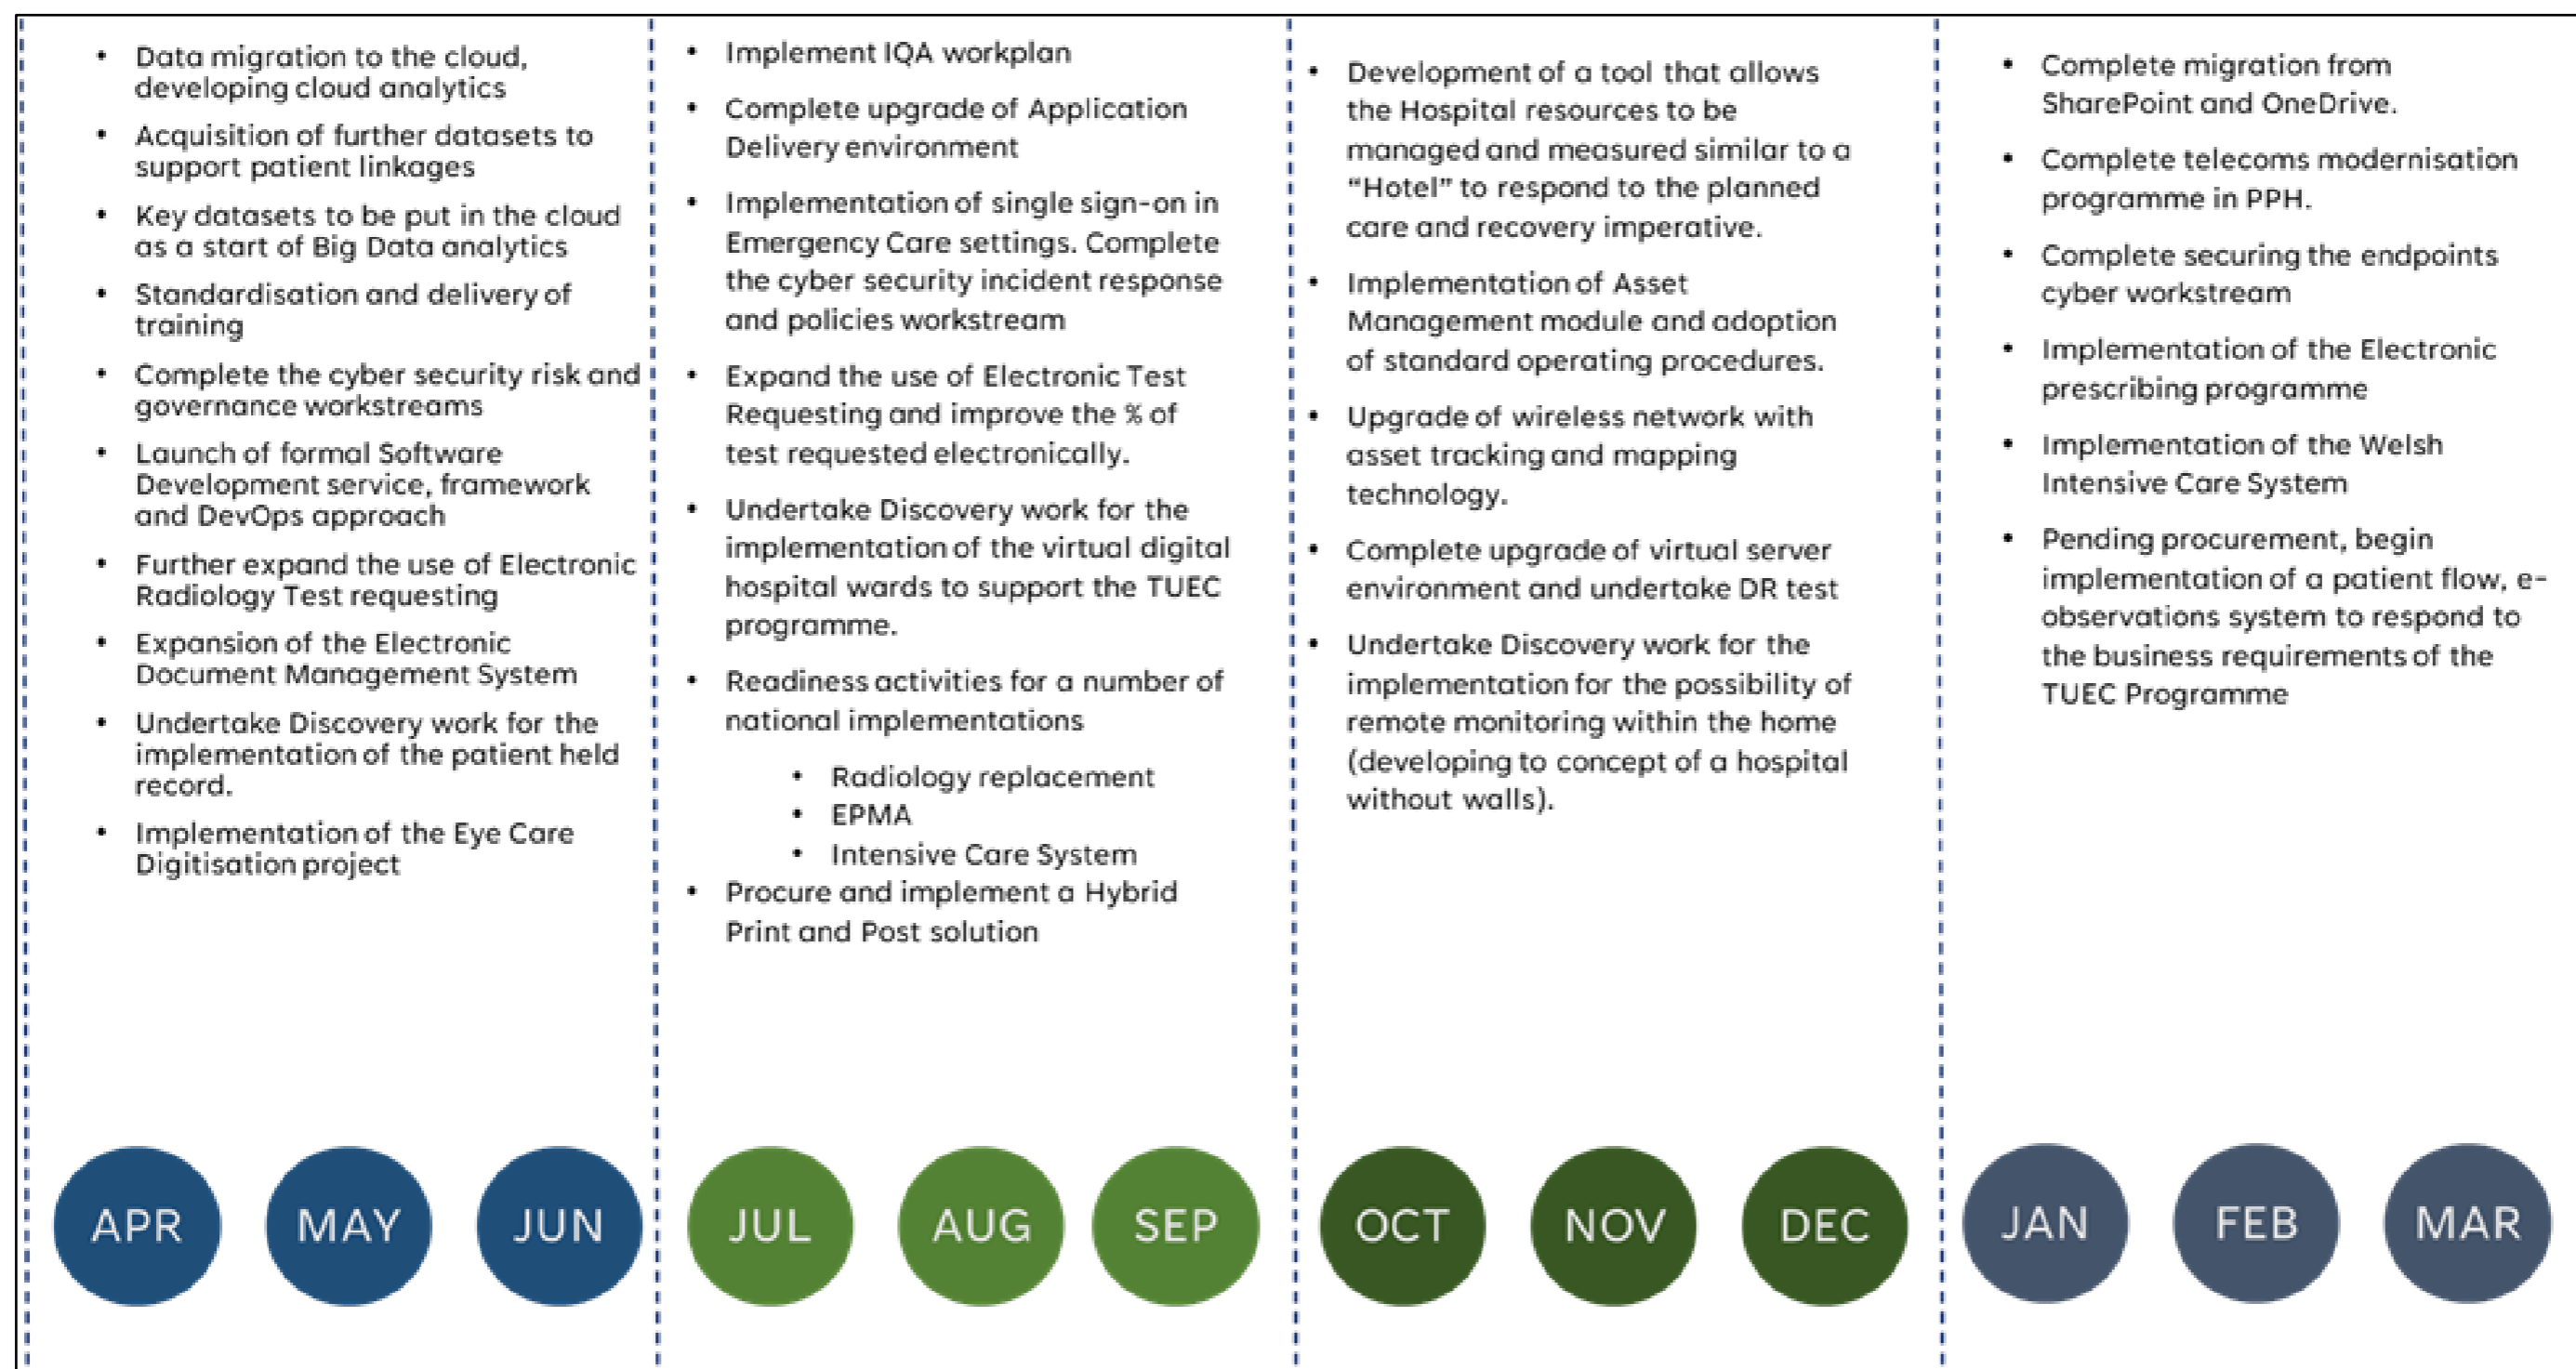 • Data migration to the cloud,
developing cloud analytics
• Acquisition of further datasets to
support patient linkages
• Key datasets to be put in the cloud
as a start of Big Data analytics
• Standardisation and delivery of
training
• Complete the cyber security risk and
governance workstreams
• Launch of formal Software
Development service, framework
and DevOps approach
• Further expand the use of Electronic
Radiology Test requesting
• Expansion of the Electronic
Document Management System
• Undertake Discovery work for the
implementation of the patient held
record.
• Implementation of the Eye Care
Digitisation project
• Implement IQA workplan
• Complete upgrade of Application
Delivery environment
• Implementation of single sign-on in
Emergency Care settings. Complete
the cyber security incident response
and policies workstream
• Expand the use of Electronic Test
Requesting and improve the % of
test requested electronically.
• Undertake Discovery work for the
implementation of the virtual digital
hospital wards to support the TUEC
programme.
• Readiness activities for a number of
national implementations
• Radiology replacement
• EPMA
• Intensive Care System
• Procure and implement a Hybrid
Print and Post solution
• Development of a tool that allows
the Hospital resources to be
managed and measured similar to a
“Hotel” to respond to the planned
care and recovery imperative.
• Implementation of Asset
Management module and adoption
of standard operating procedures.
• Upgrade of wireless network with
asset tracking and mapping
technology.
• Complete upgrade of virtual server
environment and undertake DR test
• Undertake Discovery work for the
implementation for the possibility of
remote monitoring within the home
(developing to concept of a hospital
without walls).
• Complete migration from
SharePoint and OneDrive.
• Complete telecoms modernisation
programme in PPH.
• Complete securing the endpoints
cyber workstream
• Implementation of the Electronic
prescribing programme
• Implementation of the Welsh
Intensive Care System
• Pending procurement, begin
implementation of a patient flow, e-
observations system to respond to
the business requirements of the
TUEC Programme
APR MAY JUN JUL AUG SEP OCT NOV DEC JAN FEB MAR